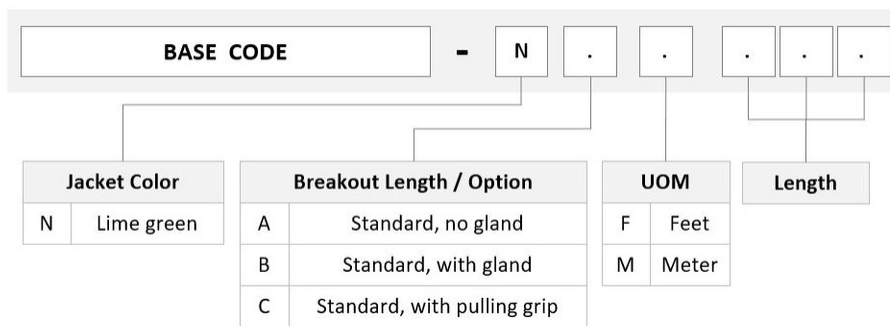 BASE CODE - N . . . . .
Jacket Color
N Lime green
Breakout Length / Option
A Standard, no gland
B Standard, with gland
C Standard, with pulling grip
UOM
F Feet
M Meter
Length